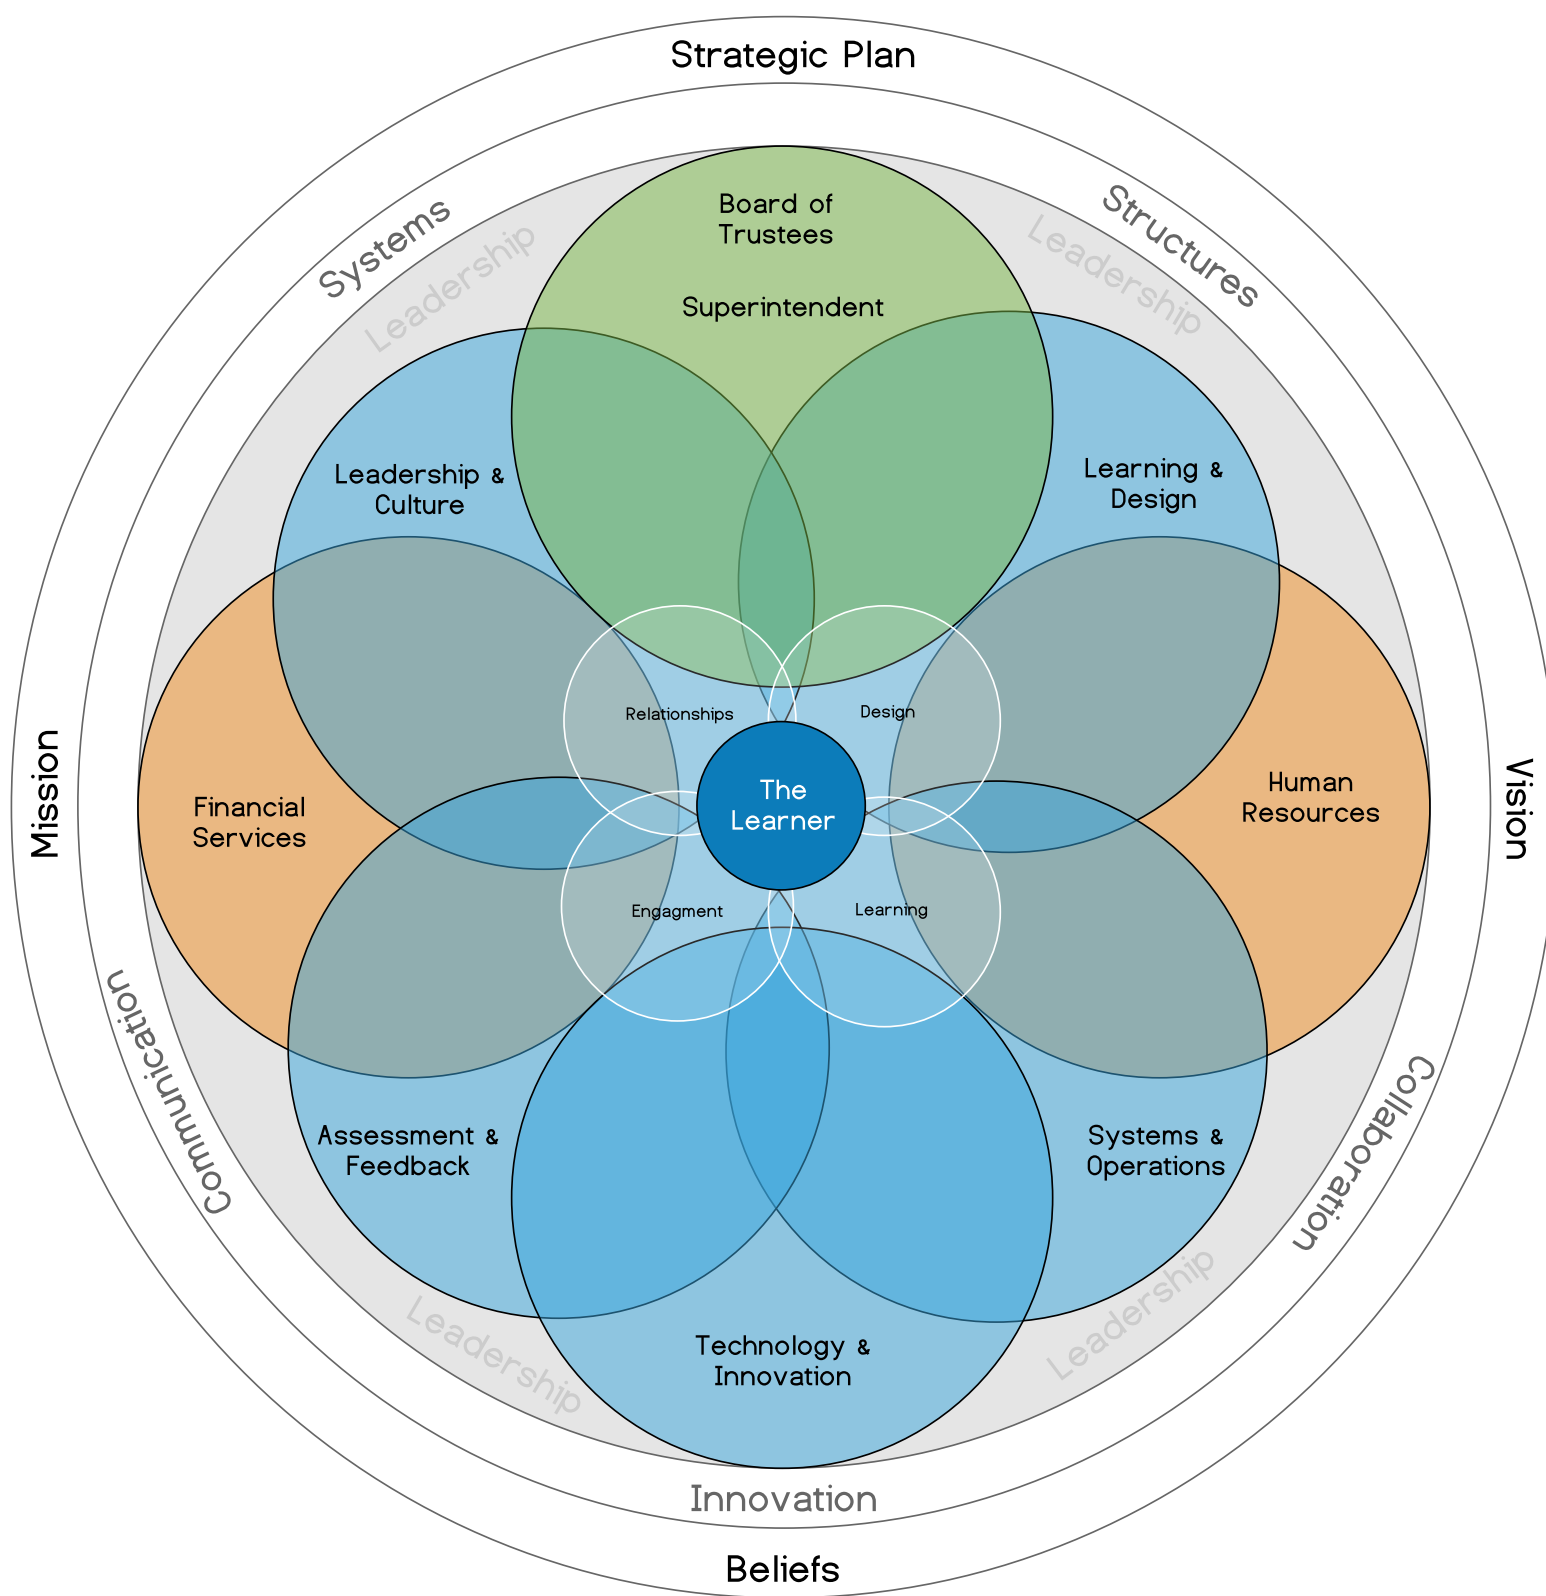 Strategic Plan
Systems
Structures
Leadership
Leadership
Board of
Trustees
Superintendent
Leadership &
Culture
Learning &
Design
Mission
Vision
Financial
Services
Human
Resources
Relationships
Design
The
Learner
Engagment
Learning
Communication
Collaboration
Assessment &
Feedback
Systems &
Operations
Leadership
Leadership
Technology &
Innovation
Innovation
Beliefs